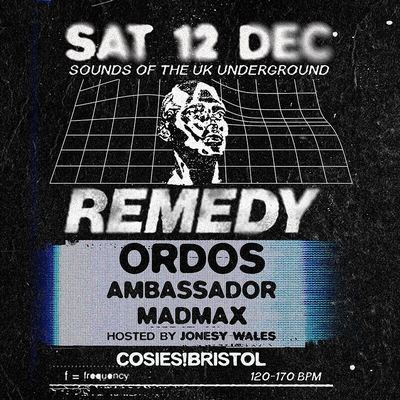 SAT 12 DEC
SOUNDS OF THE UK UNDERGROUND
REMEDY
ORDOS
AMBASSADOR
MADMAX
HOSTED BY JONESY WALES
COSIES!BRISTOL
f = frequency
120-170 BPM